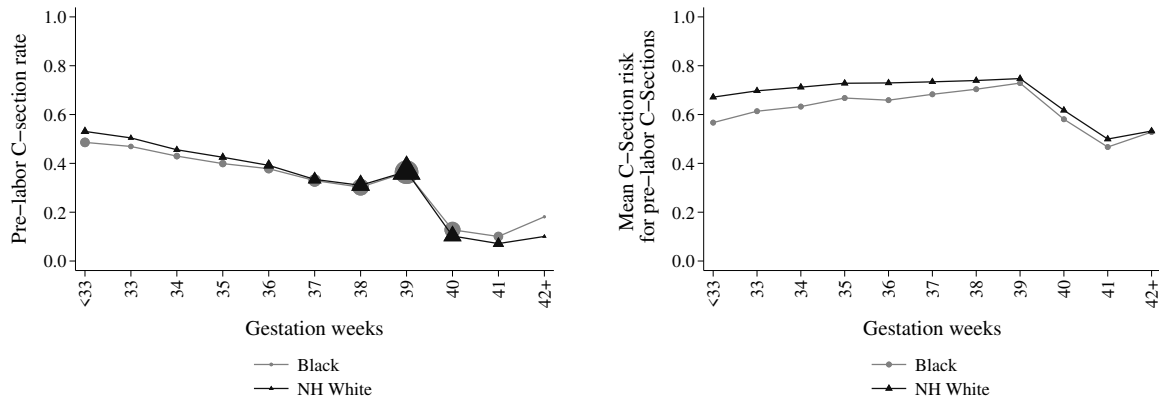 Pre−labor C−section rate
1.0
0.8
0.6
0.4
0.2
0.0
<33 33 34 35 36 37 38 39 40 41 42+
Gestation weeks
Black
NH White
Mean C−Section risk
for pre−labor C−Sections
1.0
0.8
0.6
0.4
0.2
0.0
<33 33 34 35 36 37 38 39 40 41 42+
Gestation weeks
Black
NH White